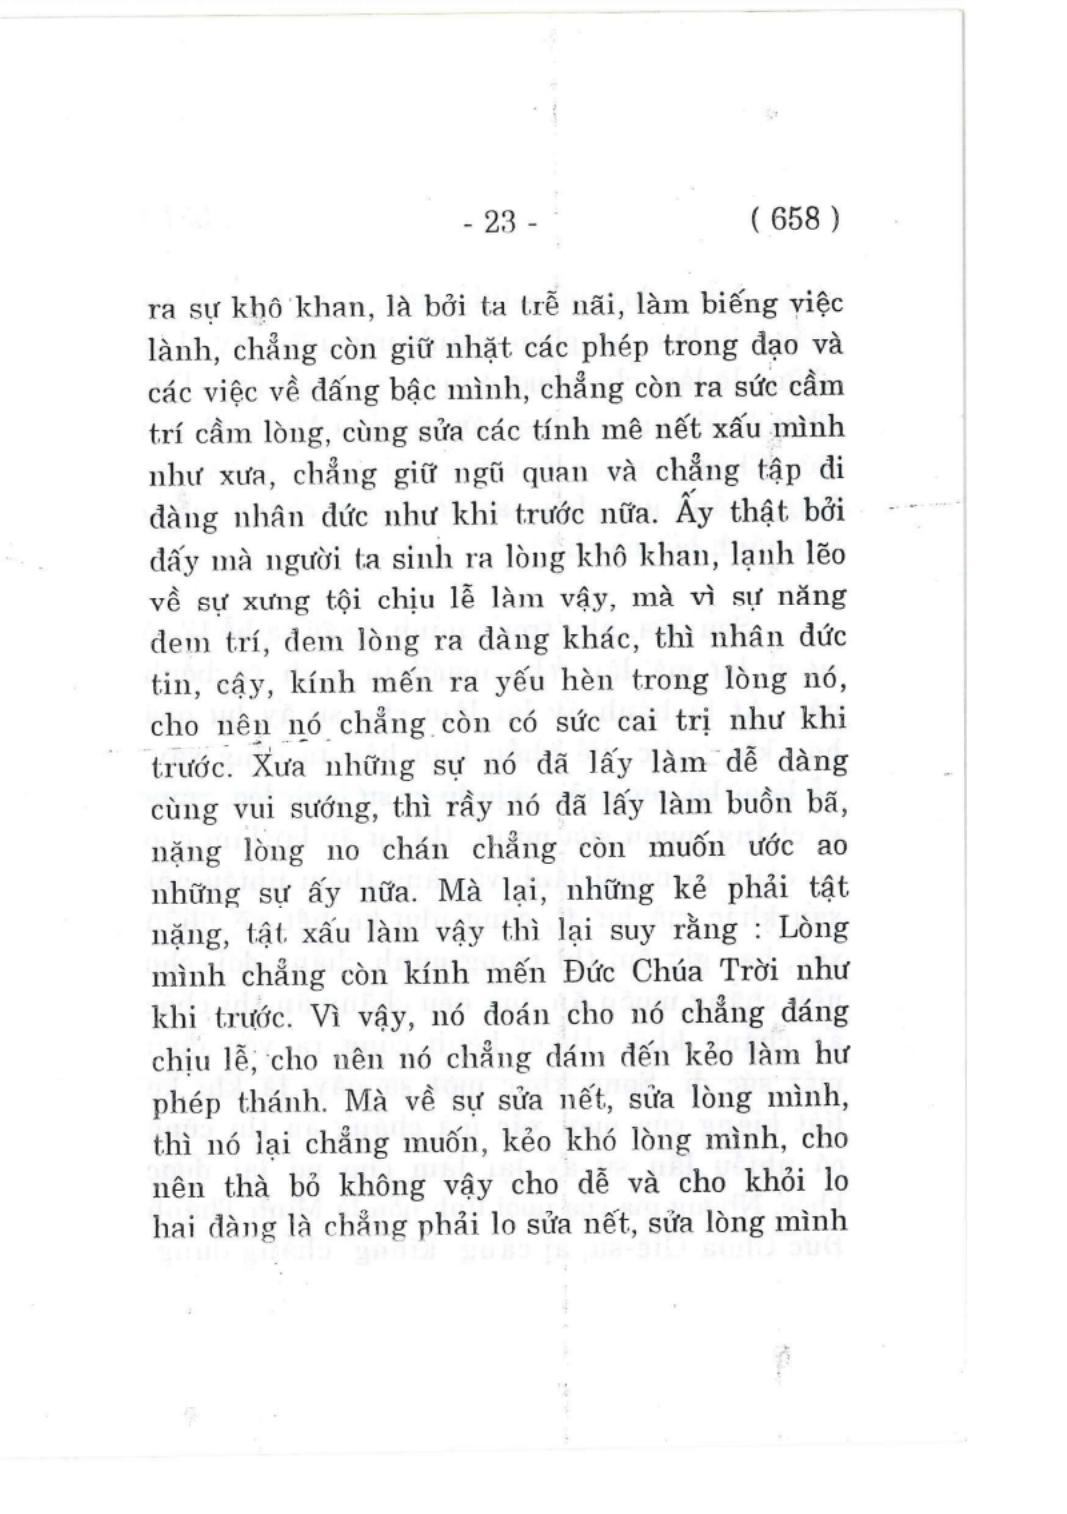 - 23 - ( 658 )
ra sự khô khan, là bởi ta trễ nãi, làm biếng việc
lành, chẳng còn giữ nhặt các phép trong đạo và
các việc về đấng bậc mình, chẳng còn ra sức cầm
trí cầm lòng, cùng sửa các tính mê nết xấu mình
như xưa, chẳng giữ ngũ quan và chẳng tập đi
đàng nhân đức như khi trước nữa. Ấy thật bởi
đấy mà người ta sinh ra lòng khô khan, lạnh lẽo
về sự xưng tội chịu lễ làm vậy, mà vì sự năng
đem trí, đem lòng ra đàng khác, thì nhân đức
tin, cậy, kính mến ra yếu hèn trong lòng nó,
cho nên nó chẳng còn có sức cai trị như khi
trước. Xưa những sự nó đã lấy làm dễ dàng
cùng vui sướng, thì rầy nó đã lấy làm buồn bã,
nặng lòng no chán chẳng còn muốn ước ao
những sự ấy nữa. Mà lại, những kẻ phải tật
nặng, tật xấu làm vậy thì lại suy rằng : Lòng
mình chẳng còn kính mến Đức Chúa Trời như
khi trước. Vì vậy, nó đoán cho nó chẳng đáng
chịu lễ, cho nên nó chẳng dám đến kẻo làm hư
phép thánh. Mà về sự sửa nết, sửa lòng mình,
thì nó lại chẳng muốn, kẻo khó lòng mình, cho
nên thà bỏ không vậy cho dễ và cho khỏi lo
hai đàng là chẳng phải lo sửa nết, sửa lòng mình